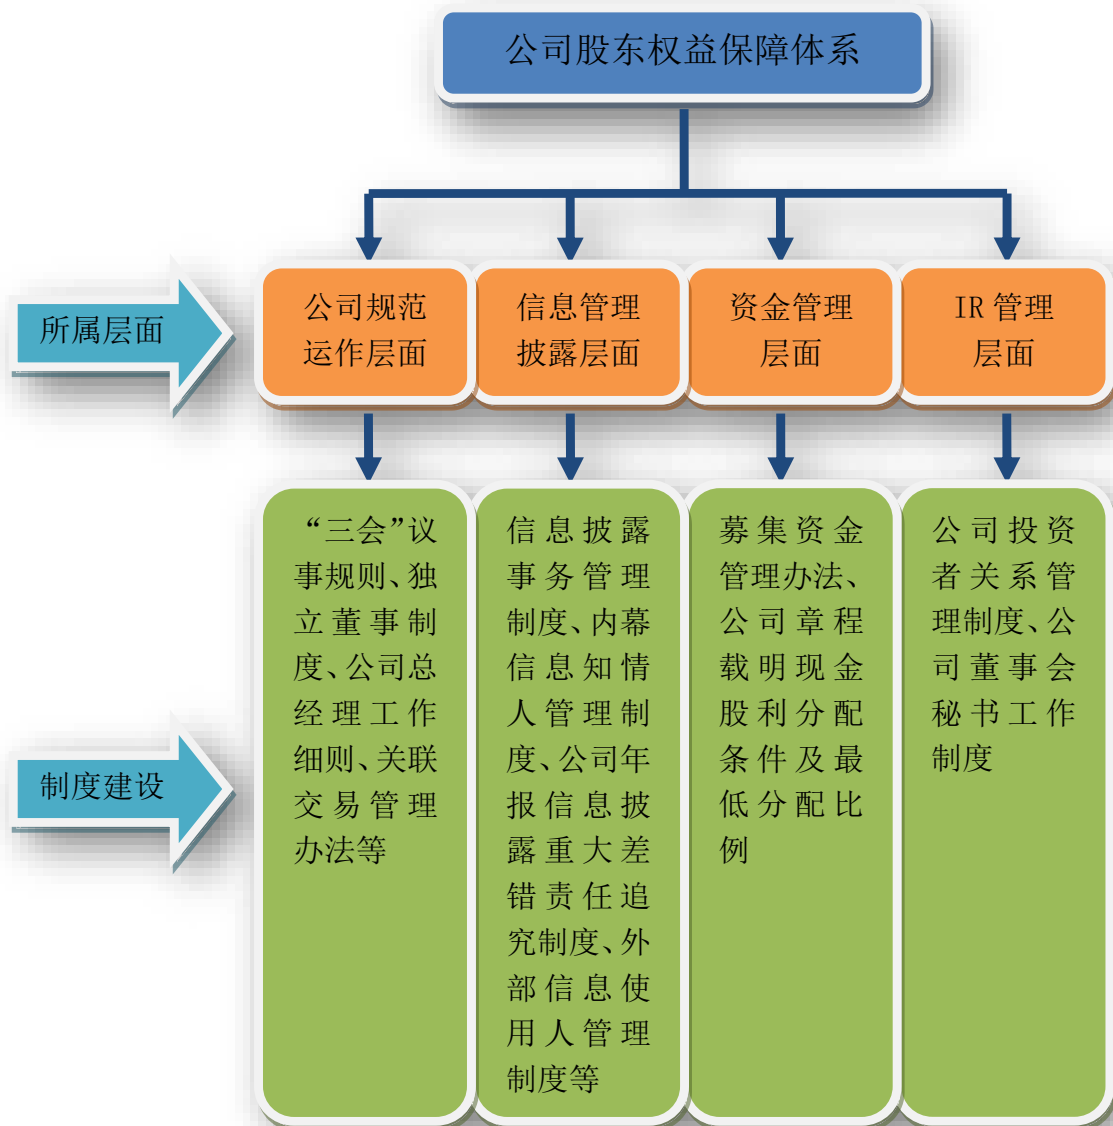 公司股东权益保障体系
所属层面
公司规范
运作层面
信息管理
披露层面
资金管理
层面
IR 管理
层面
制度建设
“三会”议
事规则、独
立董事制
度、公司总
经理工作
细则、关联
交易管理
办法等
信息披露
事务管理
制度、内幕
信息知情
人管理制
度、公司年
报信息披
露重大差
错责任追
究制度、外
部信息使
用人管理
制度等
募集资金
管理办法、
公司章程
载明现金
股利分配
条件及最
低分配比
例
公司投资
者关系管
理制度、公
司董事会
秘书工作
制度